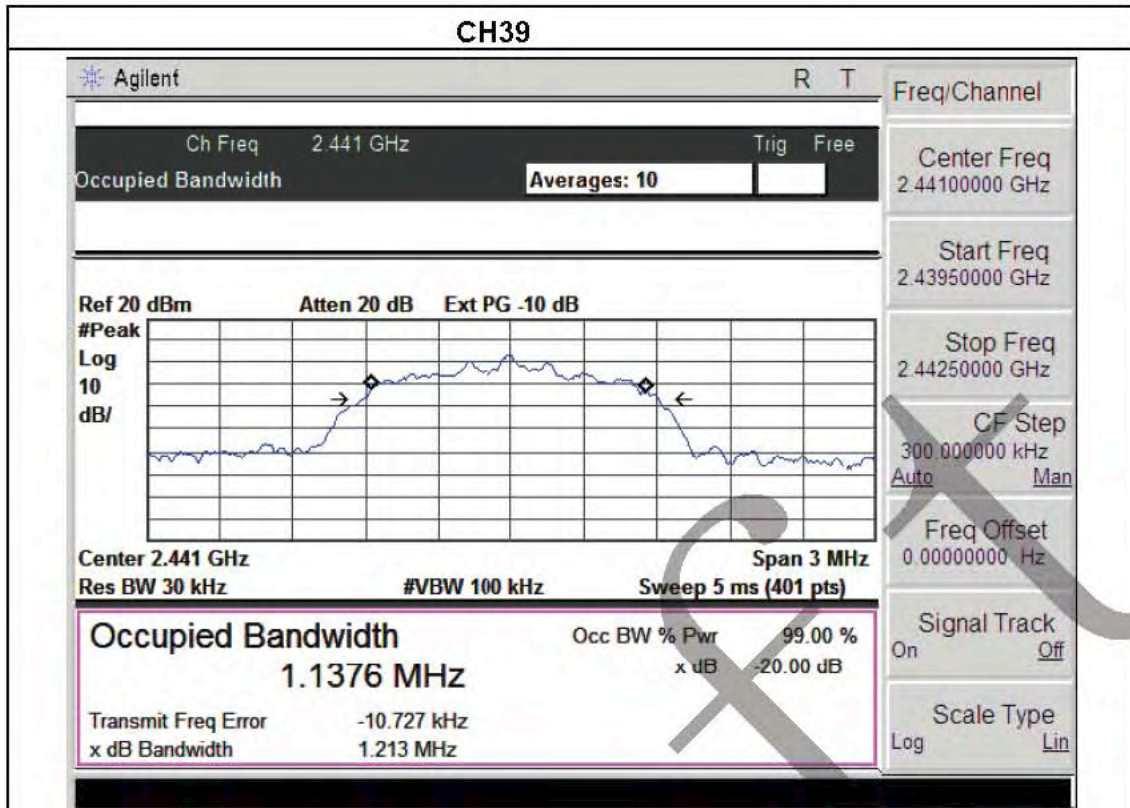 CH39
Agilent
R T
Freq/Channel
Ch Freq 2.441 GHz Trig Free
Occupied Bandwidth Averages: 10
Center Freq
2.44100000 GHz
Start Freq
2.43950000 GHz
Stop Freq
2.44250000 GHz
CF Step
300.000000 kHz
Auto Man
Freq Offset
0.00000000 Hz
Signal Track
On Off
Scale Type
Log Lin
Ref 20 dBm Atten 20 dB Ext PG -10 dB
#Peak
Log
10
dB/
Center 2.441 GHz Span 3 MHz
Res BW 30 kHz #VBW 100 kHz Sweep 5 ms (401 pts)
Occupied Bandwidth
1.1376 MHz
Occ BW % Pwr 99.00 %
x dB -20.00 dB
Transmit Freq Error -10.727 kHz
x dB Bandwidth 1.213 MHz